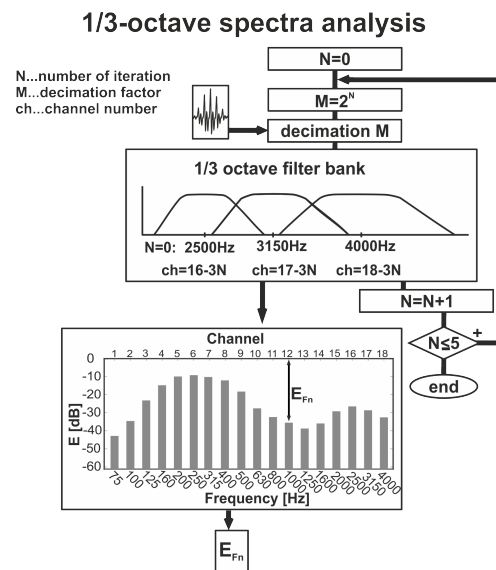 1/3-octave spectra analysis
N...number of iteration
M...decimation factor
ch...channel number
N=0
M=2^N
decimation M
1/3 octave filter bank
N=0: 2500Hz 3150Hz 4000Hz
ch=16-3N ch=17-3N ch=18-3N
N=N+1
N≤5 +
end
Channel
1 2 3 4 5 6 7 8 9 10 11 12 13 14 15 16 17 18
0
-10
-20
-30
-40
-50
-60
E [dB]
E_Fn
75 100 125 160 200 250 315 400 500 630 800 1000 1250 1600 2000 2500 3150 4000
Frequency [Hz]
E_Fn